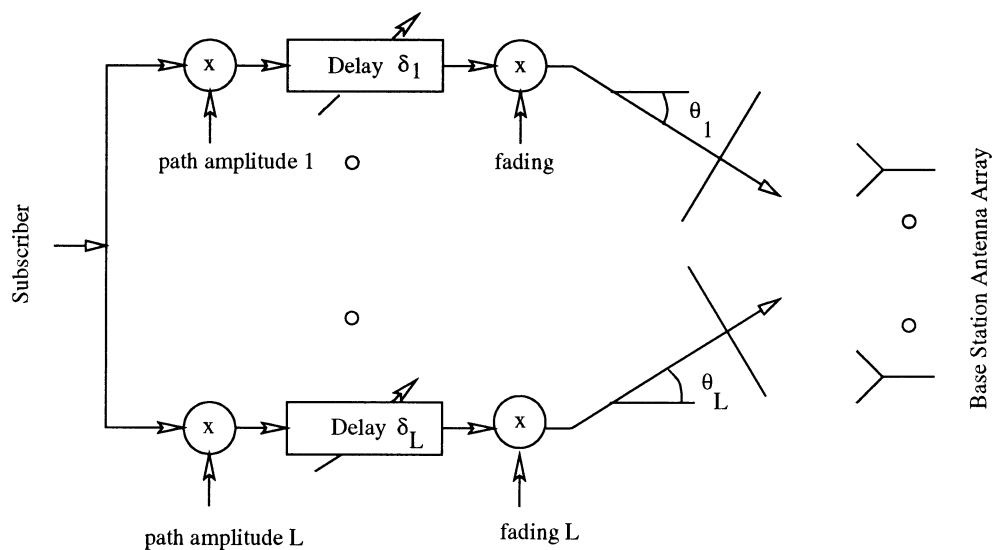 x
Delay δ1
x
θ1
path amplitude 1
fading
Subscriber
Base Station Antenna Array
x
Delay δL
x
θL
path amplitude L
fading L